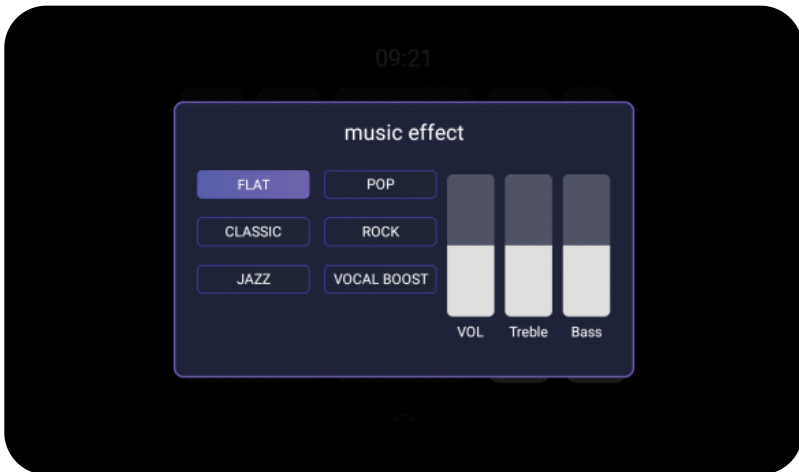 09:21
music effect
FLAT
POP
CLASSIC
ROCK
JAZZ
VOCAL BOOST
VOL
Treble
Bass